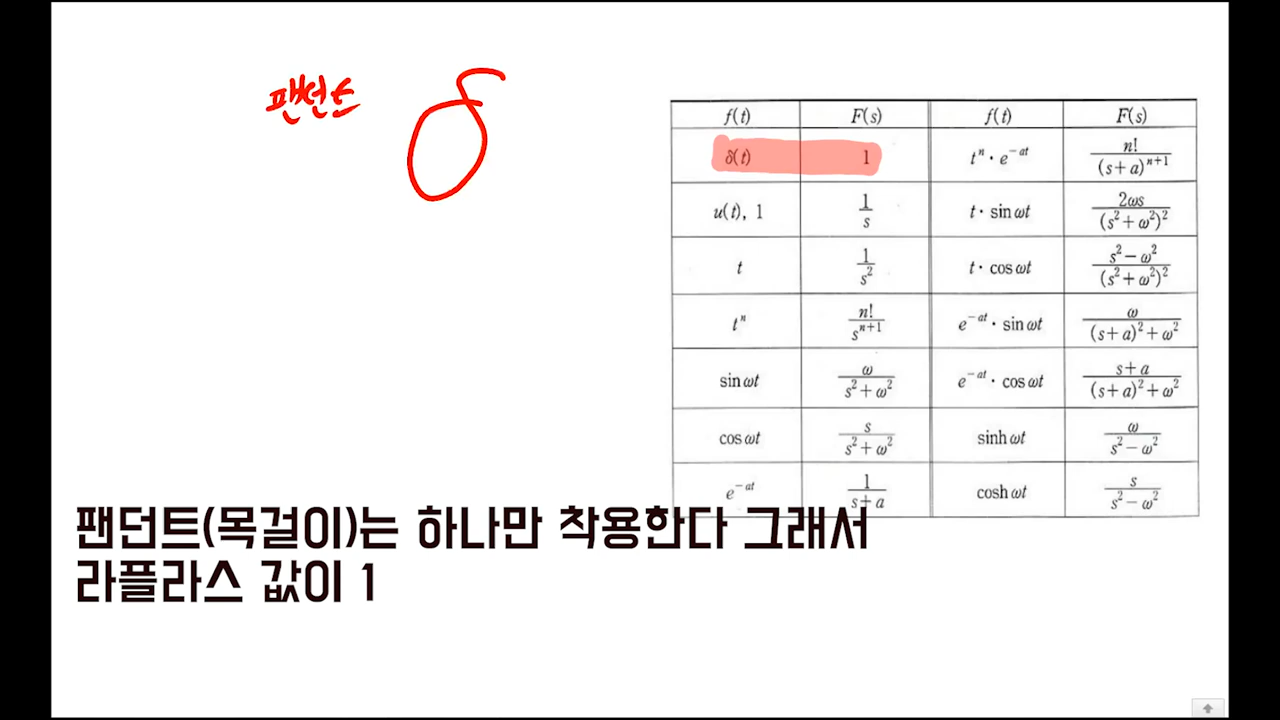 팬던트 δ
f(t) F(s) f(t) F(s)
δ(t) 1 tⁿ · e⁻ᵃᵗ n!/(s+a)ⁿ⁺¹
u(t), 1 1/s t · sin ωt 2ωs/(s²+ω²)²
t 1/s² t · cos ωt s²−ω²/(s²+ω²)²
tⁿ n!/sⁿ⁺¹ e⁻ᵃᵗ · sin ωt ω/(s+a)²+ω²
sin ωt ω/s²+ω² e⁻ᵃᵗ · cos ωt s+a/(s+a)²+ω²
cos ωt s/s²+ω² sinh ωt ω/s²−ω²
e⁻ᵃᵗ 1/s+a cosh ωt s/s²−ω²
팬던트(목걸이)는 하나만 착용한다 그래서
라플라스 값이 1